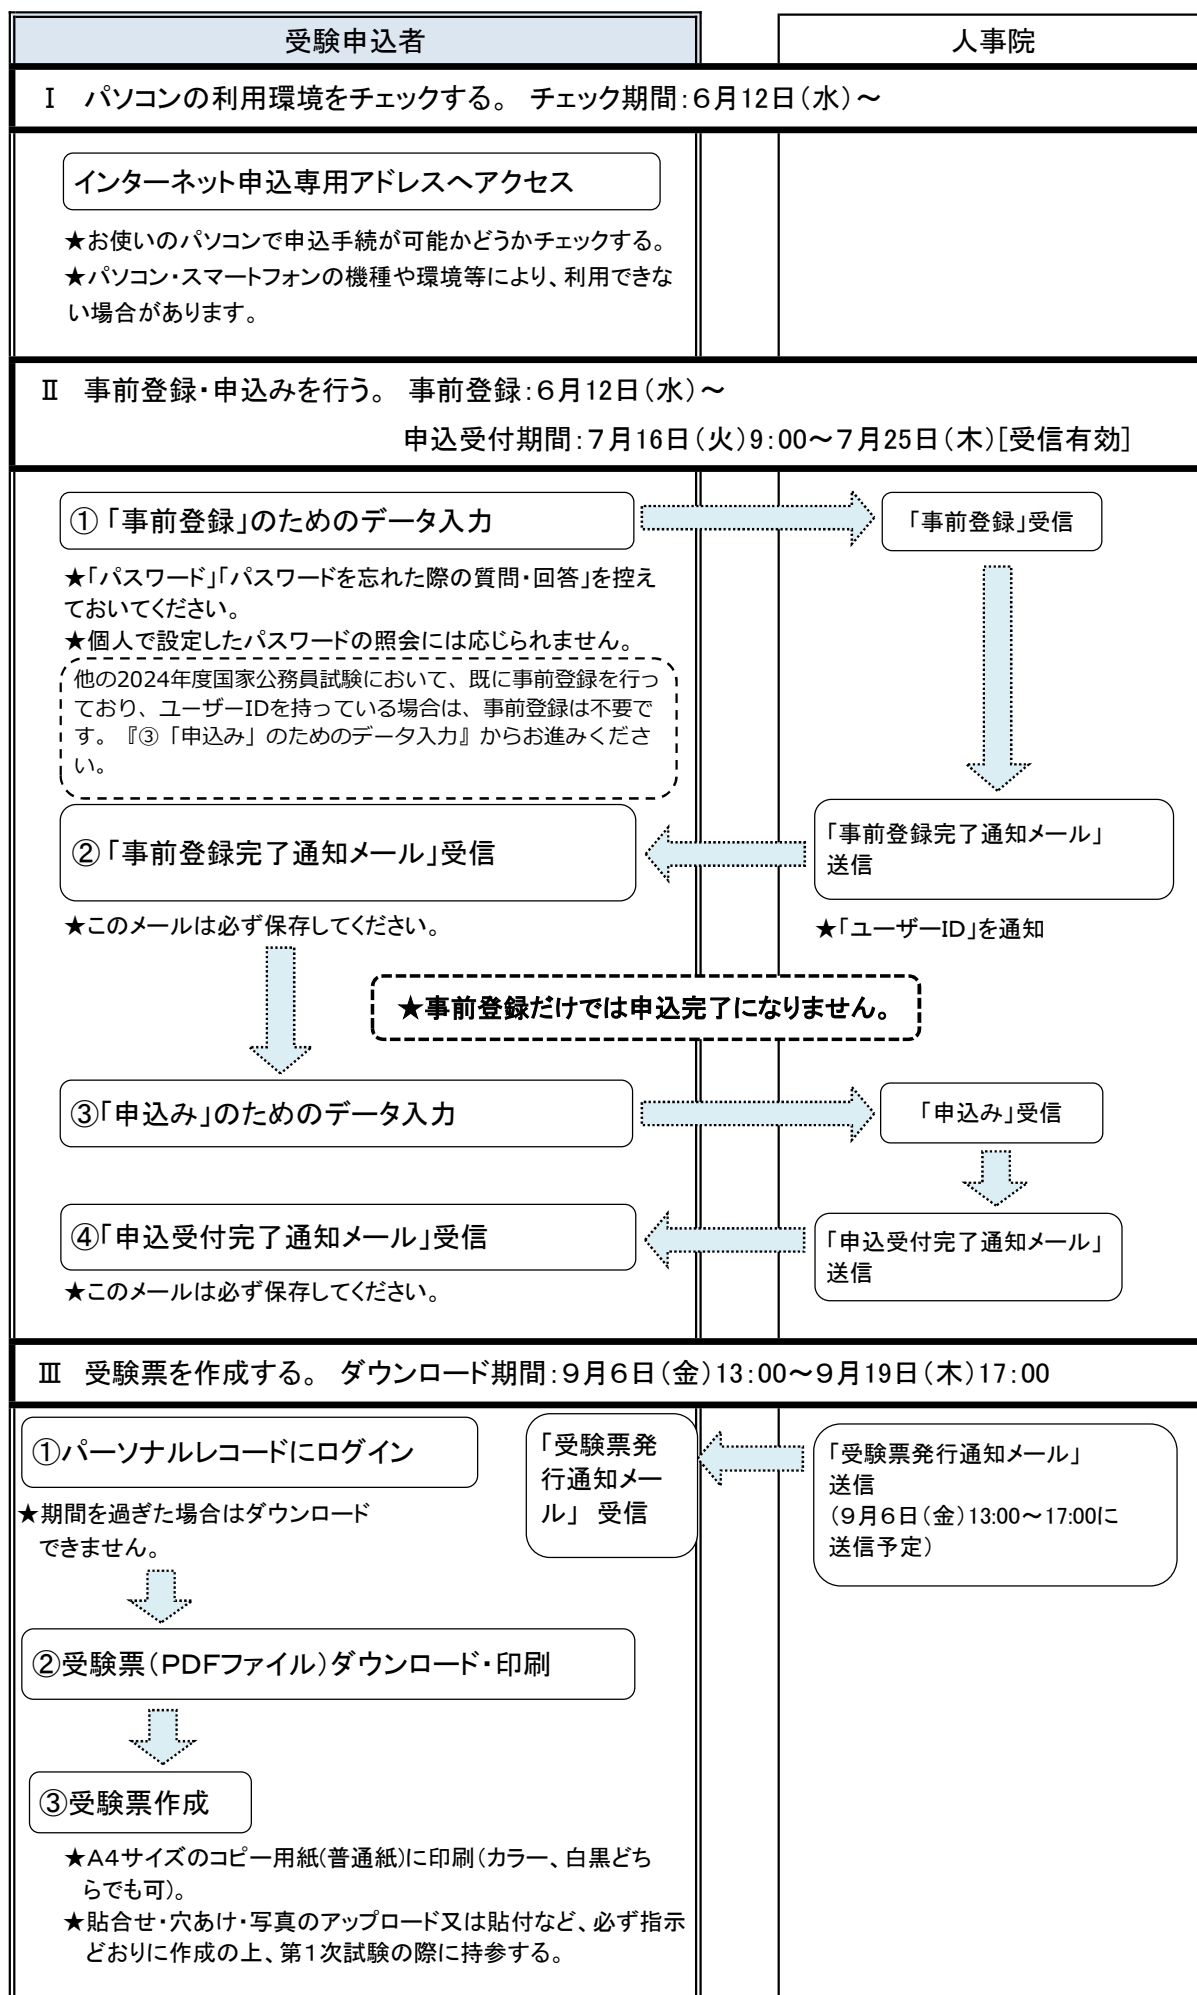 受験申込者
人事院
Ⅰ　パソコンの利用環境をチェックする。 チェック期間：６月12日（水）～
インターネット申込専用アドレスへアクセス
★お使いのパソコンで申込手続が可能かどうかチェックする。
★パソコン・スマートフォンの機種や環境等により、利用できな
い場合があります。
Ⅱ　事前登録・申込みを行う。 事前登録：６月12日（水）～
申込受付期間：７月16日（火）9：00～７月25日（木）[受信有効]
①「事前登録」のためのデータ入力
「事前登録」受信
★「パスワード」「パスワードを忘れた際の質問・回答」を控え
ておいてください。
★個人で設定したパスワードの照会には応じられません。
他の2024年度国家公務員試験において、既に事前登録を行っ
ており、ユーザーIDを持っている場合は、事前登録は不要で
す。『③「申込み」のためのデータ入力』からお進みくださ
い。
②「事前登録完了通知メール」受信
「事前登録完了通知メール」
送信
★このメールは必ず保存してください。
★「ユーザーID」を通知
★事前登録だけでは申込完了になりません。
③「申込み」のためのデータ入力
「申込み」受信
④「申込受付完了通知メール」受信
「申込受付完了通知メール」
送信
★このメールは必ず保存してください。
Ⅲ　受験票を作成する。 ダウンロード期間：９月６日（金）13：00～９月19日（木）17：00
①パーソナルレコードにログイン
「受験票発
行通知メー
ル」 受信
「受験票発行通知メール」
送信
（９月６日（金）13:00～17:00に
送信予定）
★期間を過ぎた場合はダウンロード
できません。
②受験票（ＰＤＦファイル）ダウンロード・印刷
③受験票作成
★Ａ４サイズのコピー用紙(普通紙)に印刷（カラー、白黒どち
らでも可）。
★貼合せ・穴あけ・写真のアップロード又は貼付など、必ず指示
どおりに作成の上、第１次試験の際に持参する。